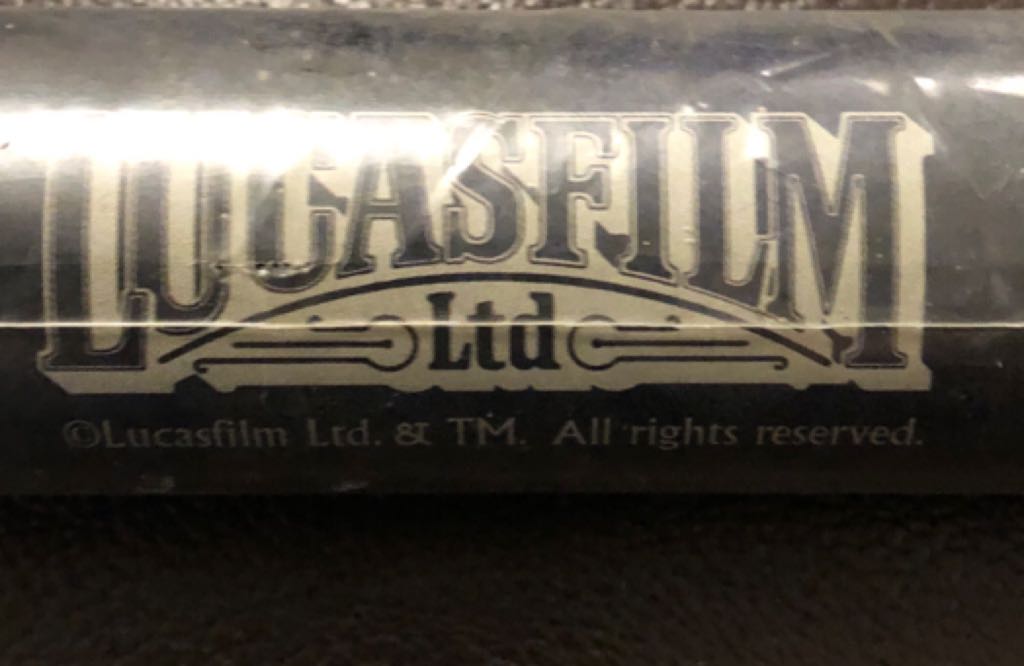 LUCASFILM
Ltd
©Lucasfilm Ltd. & TM. All rights reserved.